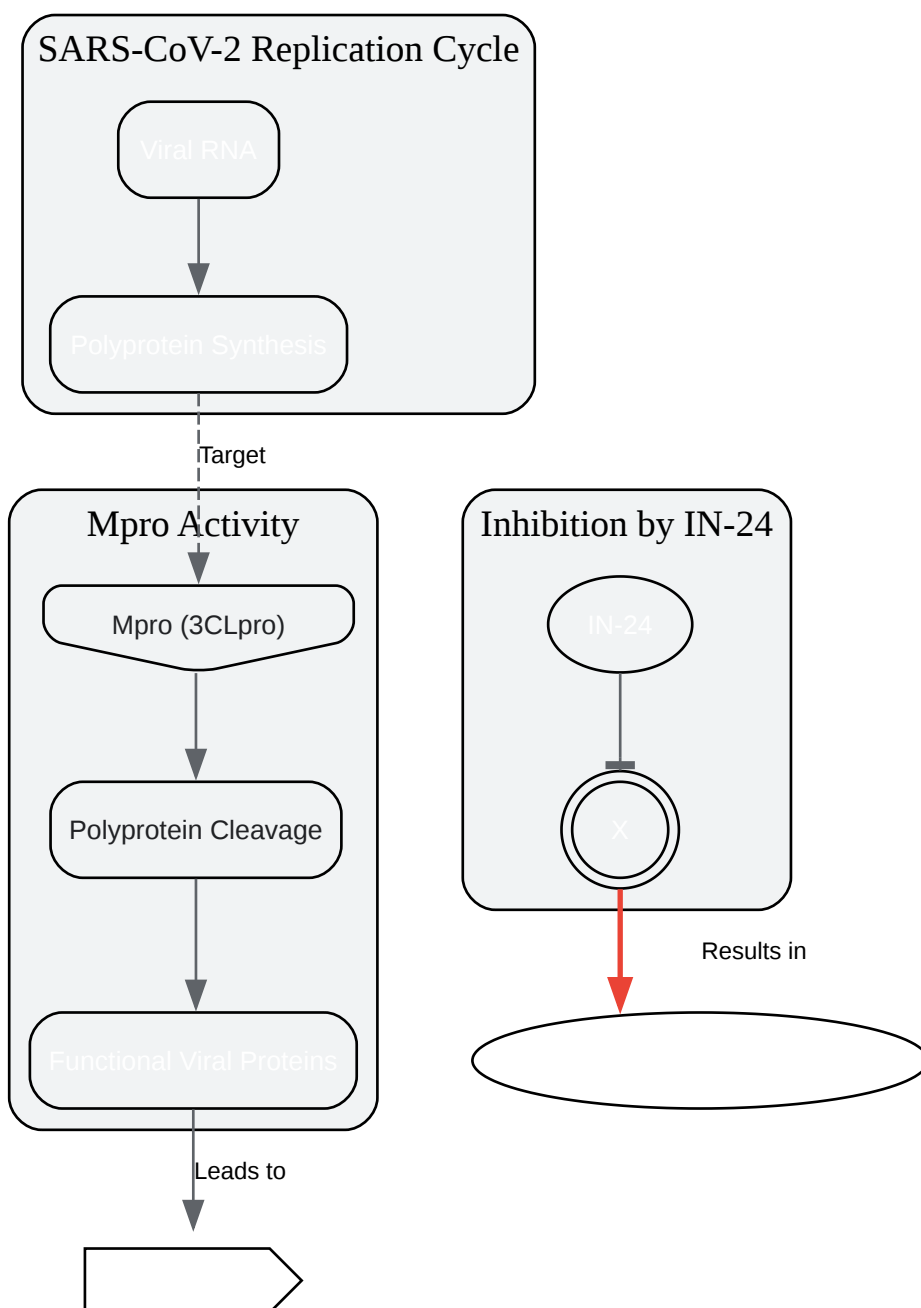 SARS-CoV-2 Replication Cycle
Viral RNA
Polyprotein Synthesis
Target
Mpro Activity
Mpro (3CLpro)
Polyprotein Cleavage
Functional Viral Proteins
Leads to
Inhibition by IN-24
IN-24
X
Results in